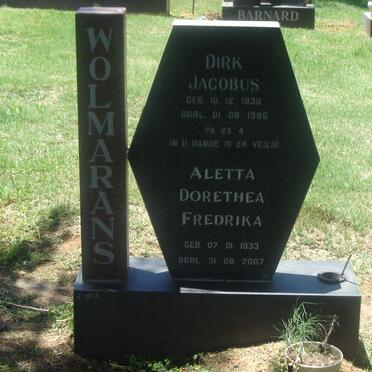 BARNARD
WOLMARANS
DIRK
JACOBUS
GEB. 10. 12. 1930
OORL. 01. 08. 1995
PS. 23 : 4
IN U HANDE IS EK VEILIG.
ALETTA
DORETHEA
FREDRIKA
GEB. 07. 01. 1933
OORL. 31. 08. 2007